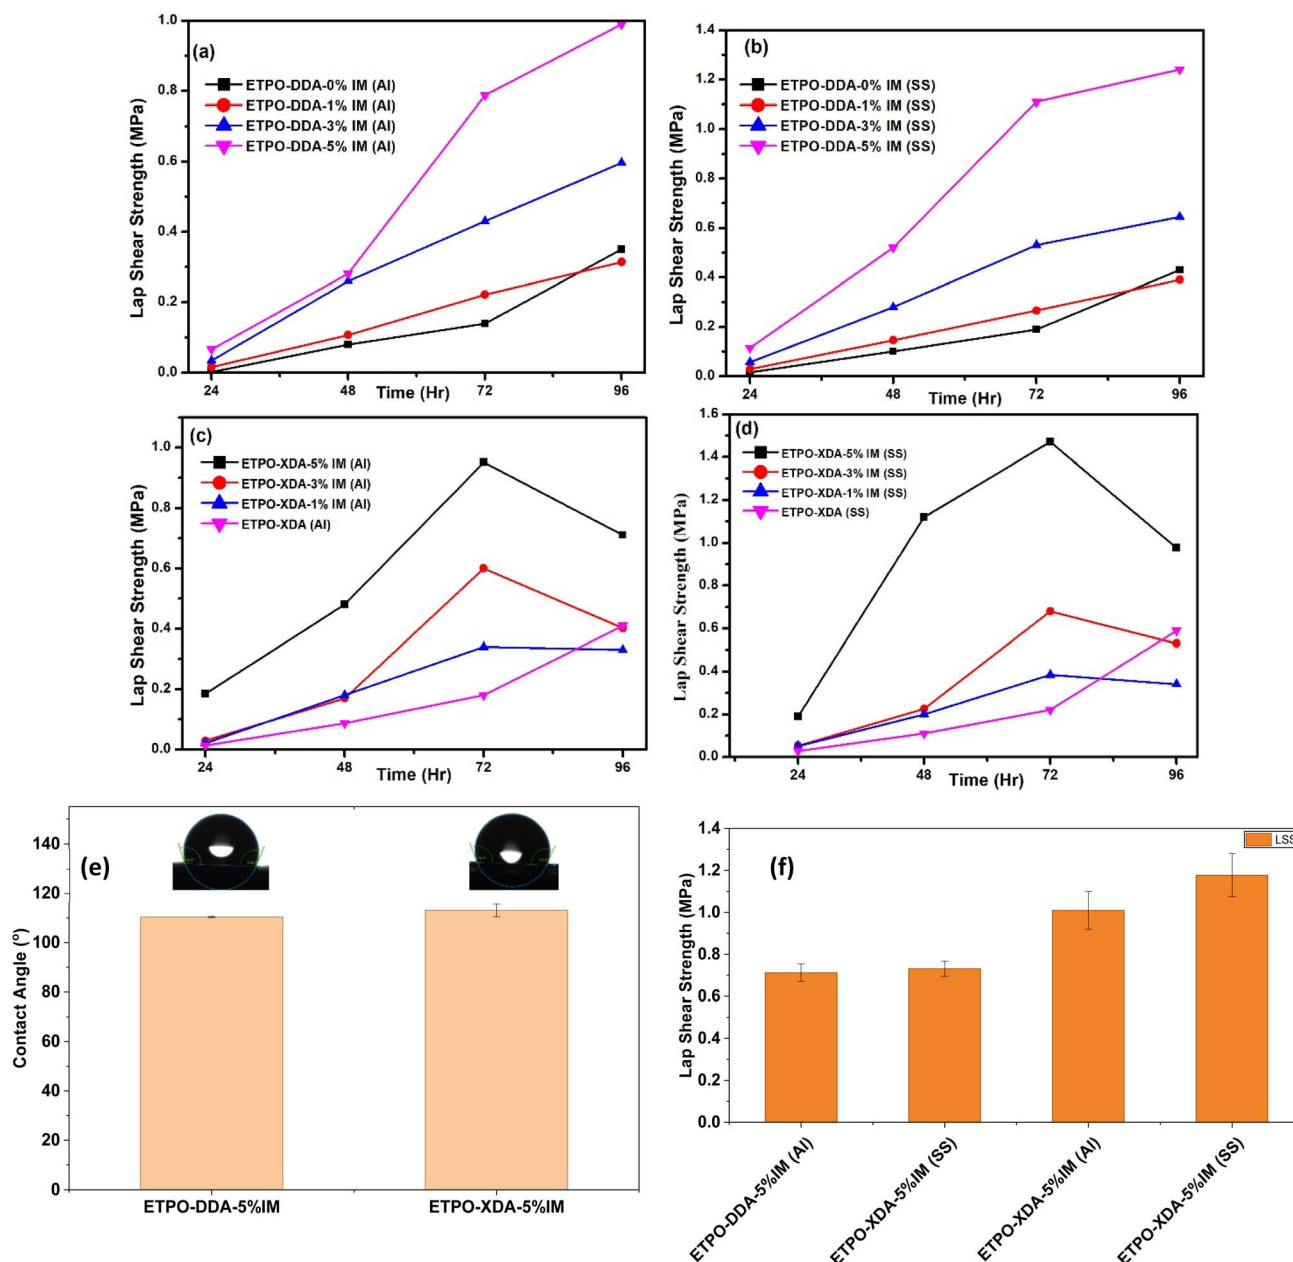 (a)
ETPO-DDA-0% IM (Al)
ETPO-DDA-1% IM (Al)
ETPO-DDA-3% IM (Al)
ETPO-DDA-5% IM (Al)
Lap Shear Strength (MPa)
1.0
0.8
0.6
0.4
0.2
0.0
24
48
72
96
Time (Hr)
(b)
ETPO-DDA-0% IM (SS)
ETPO-DDA-1% IM (SS)
ETPO-DDA-3% IM (SS)
ETPO-DDA-5% IM (SS)
Lap Shear Strength (MPa)
1.4
1.2
1.0
0.8
0.6
0.4
0.2
0.0
24
48
72
96
Time (Hr)
(c)
ETPO-XDA-5% IM (Al)
ETPO-XDA-3% IM (Al)
ETPO-XDA-1% IM (Al)
ETPO-XDA (Al)
Lap Shear Strength (MPa)
1.0
0.8
0.6
0.4
0.2
0.0
24
48
72
96
Time (Hr)
(d)
ETPO-XDA-5% IM (SS)
ETPO-XDA-3% IM (SS)
ETPO-XDA-1% IM (SS)
ETPO-XDA (SS)
Lap Shear Strength (MPa)
1.6
1.4
1.2
1.0
0.8
0.6
0.4
0.2
0.0
24
48
72
96
Time (Hr)
(e)
Contact Angle (°)
140
120
100
80
60
40
20
0
ETPO-DDA-5%IM
ETPO-XDA-5%IM
(f)
LSS
Lap Shear Strength (MPa)
1.4
1.2
1.0
0.8
0.6
0.4
0.2
0.0
ETPO-DDA-5%IM (Al)
ETPO-XDA-5%IM (SS)
ETPO-XDA-5%IM (Al)
ETPO-XDA-5%IM (SS)